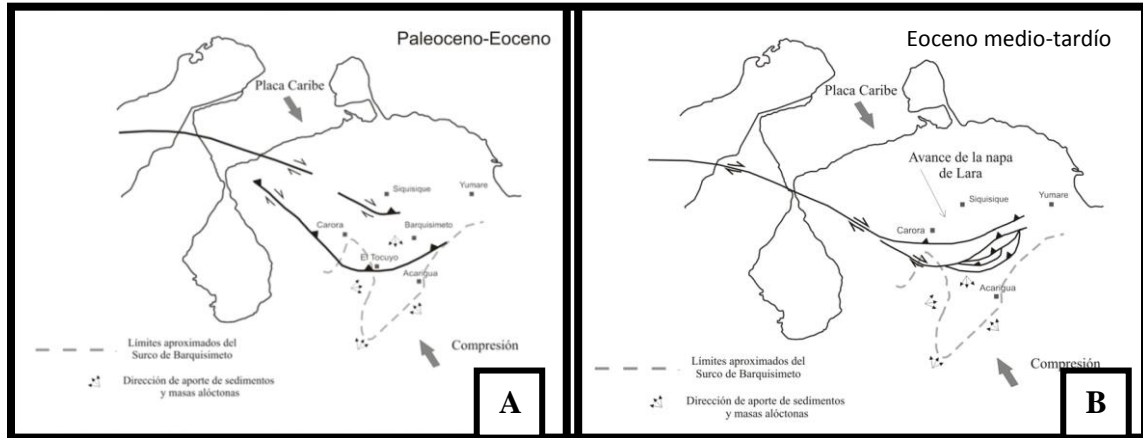 Paleoceno-Eoceno
Placa Caribe
Siquisique
Yumare
Carora
Barquisimeto
El Tocuyo
Acarigua
Compresión
Límites aproximados del
Surco de Barquisimeto
Dirección de aporte de sedimentos
y masas alóctonas
A
Eoceno medio-tardío
Placa Caribe
Avance de la napa
de Lara
Siquisique
Yumare
Carora
Acarigua
Compresión
Límites aproximados del
Surco de Barquisimeto
Dirección de aporte de sedimentos
y masas alóctonas
B